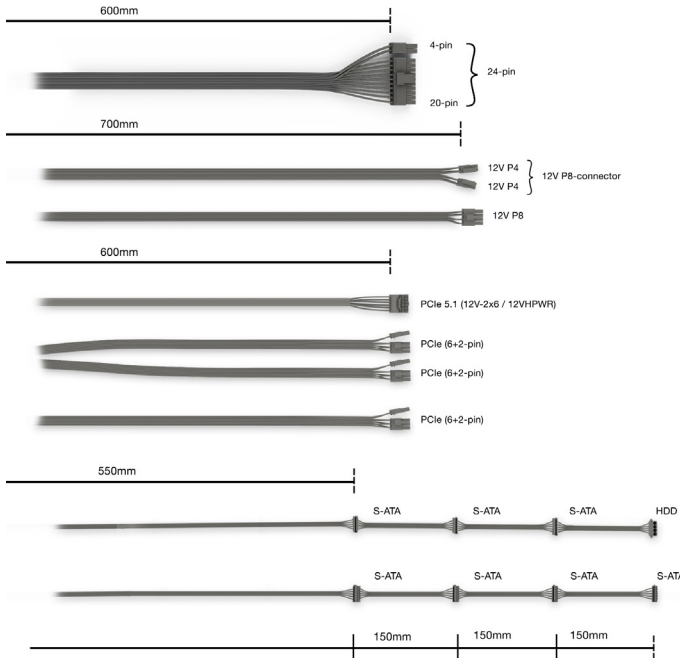 600mm
4-pin
24-pin
20-pin
700mm
12V P4
12V P4
12V P8-connector
12V P8
600mm
PCIe 5.1 (12V-2x6 / 12VHPWR)
PCIe (6+2-pin)
PCIe (6+2-pin)
PCIe (6+2-pin)
550mm
S-ATA S-ATA S-ATA HDD
S-ATA S-ATA S-ATA S-ATA
150mm 150mm 150mm